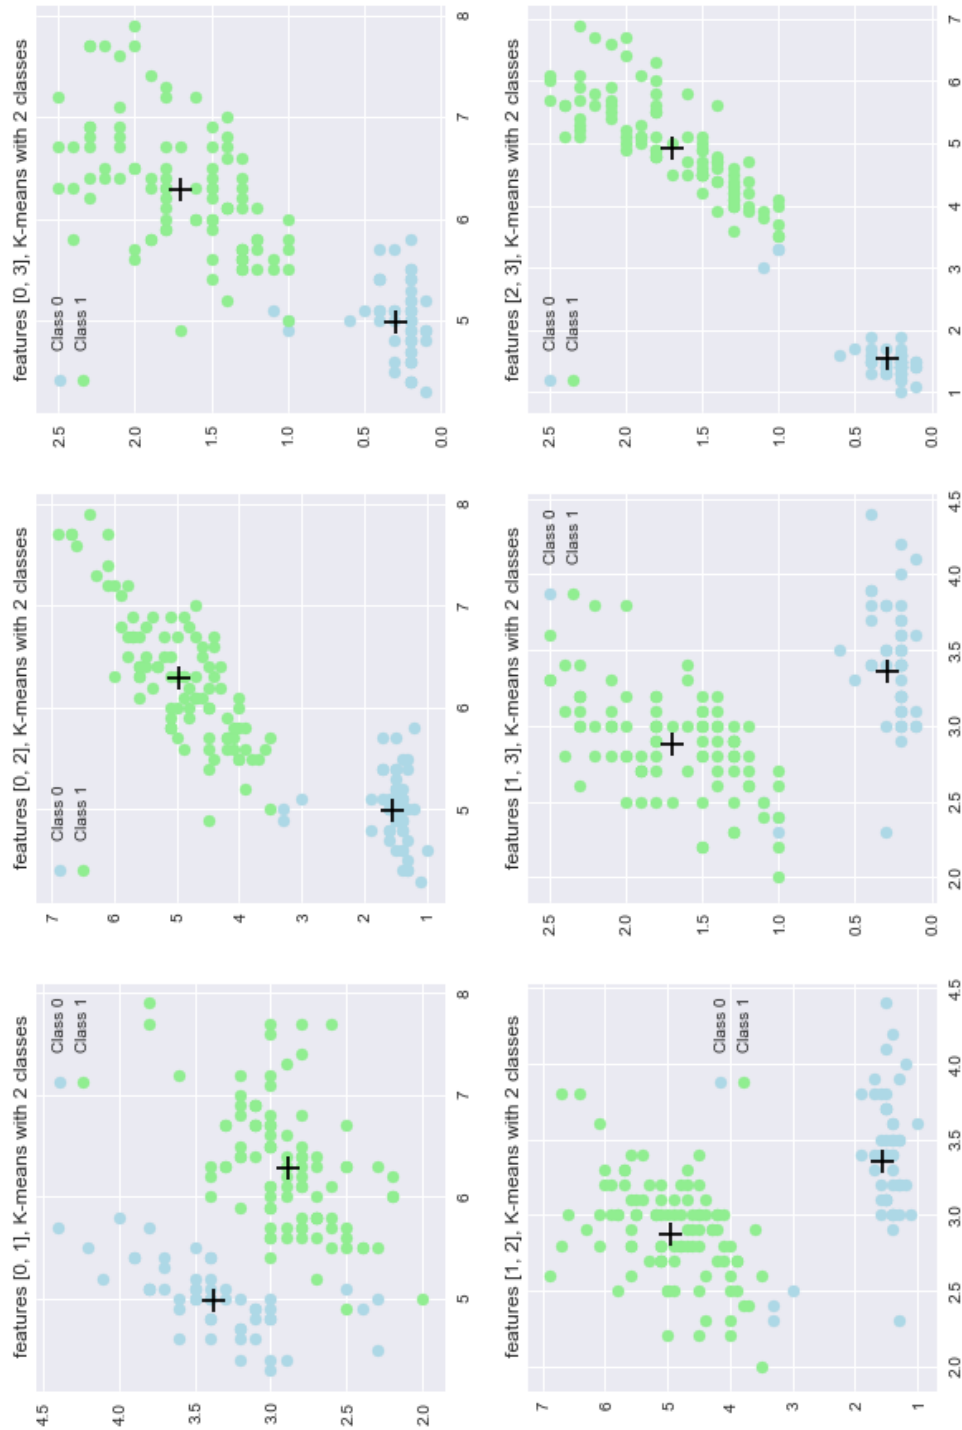 features [0, 1], K-means with 2 classes
Class 0
Class 1
4.5
4.0
3.5
3.0
2.5
2.0
5 6 7 8
features [0, 2], K-means with 2 classes
Class 0
Class 1
7
6
5
4
3
2
1
5 6 7 8
features [0, 3], K-means with 2 classes
Class 0
Class 1
2.5
2.0
1.5
1.0
0.5
0.0
5 6 7 8
features [1, 2], K-means with 2 classes
Class 0
Class 1
7
6
5
4
3
2
1
2.0 2.5 3.0 3.5 4.0 4.5
features [1, 3], K-means with 2 classes
Class 0
Class 1
2.5
2.0
1.5
1.0
0.5
0.0
2.0 2.5 3.0 3.5 4.0 4.5
features [2, 3], K-means with 2 classes
Class 0
Class 1
2.5
2.0
1.5
1.0
0.5
0.0
1 2 3 4 5 6 7